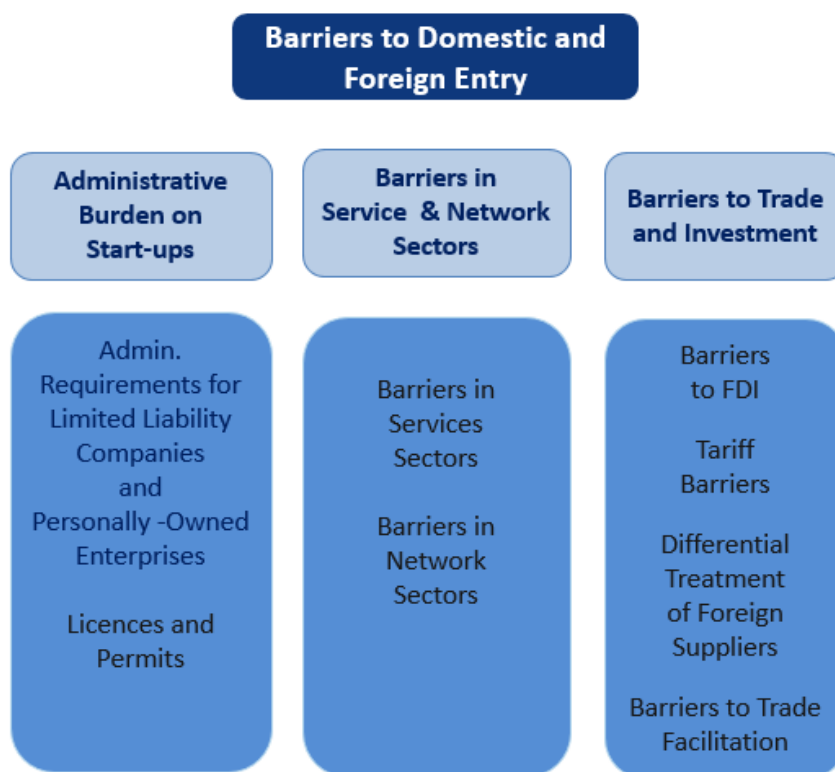 Barriers to Domestic and
Foreign Entry
Administrative
Burden on
Start-ups
Barriers in
Service & Network
Sectors
Barriers to Trade
and Investment
Admin.
Requirements for
Limited Liability
Companies
and
Personally -Owned
Enterprises
Licences and
Permits
Barriers in
Services
Sectors
Barriers in
Network
Sectors
Barriers
to FDI
Tariff
Barriers
Differential
Treatment
of Foreign
Suppliers
Barriers to Trade
Facilitation